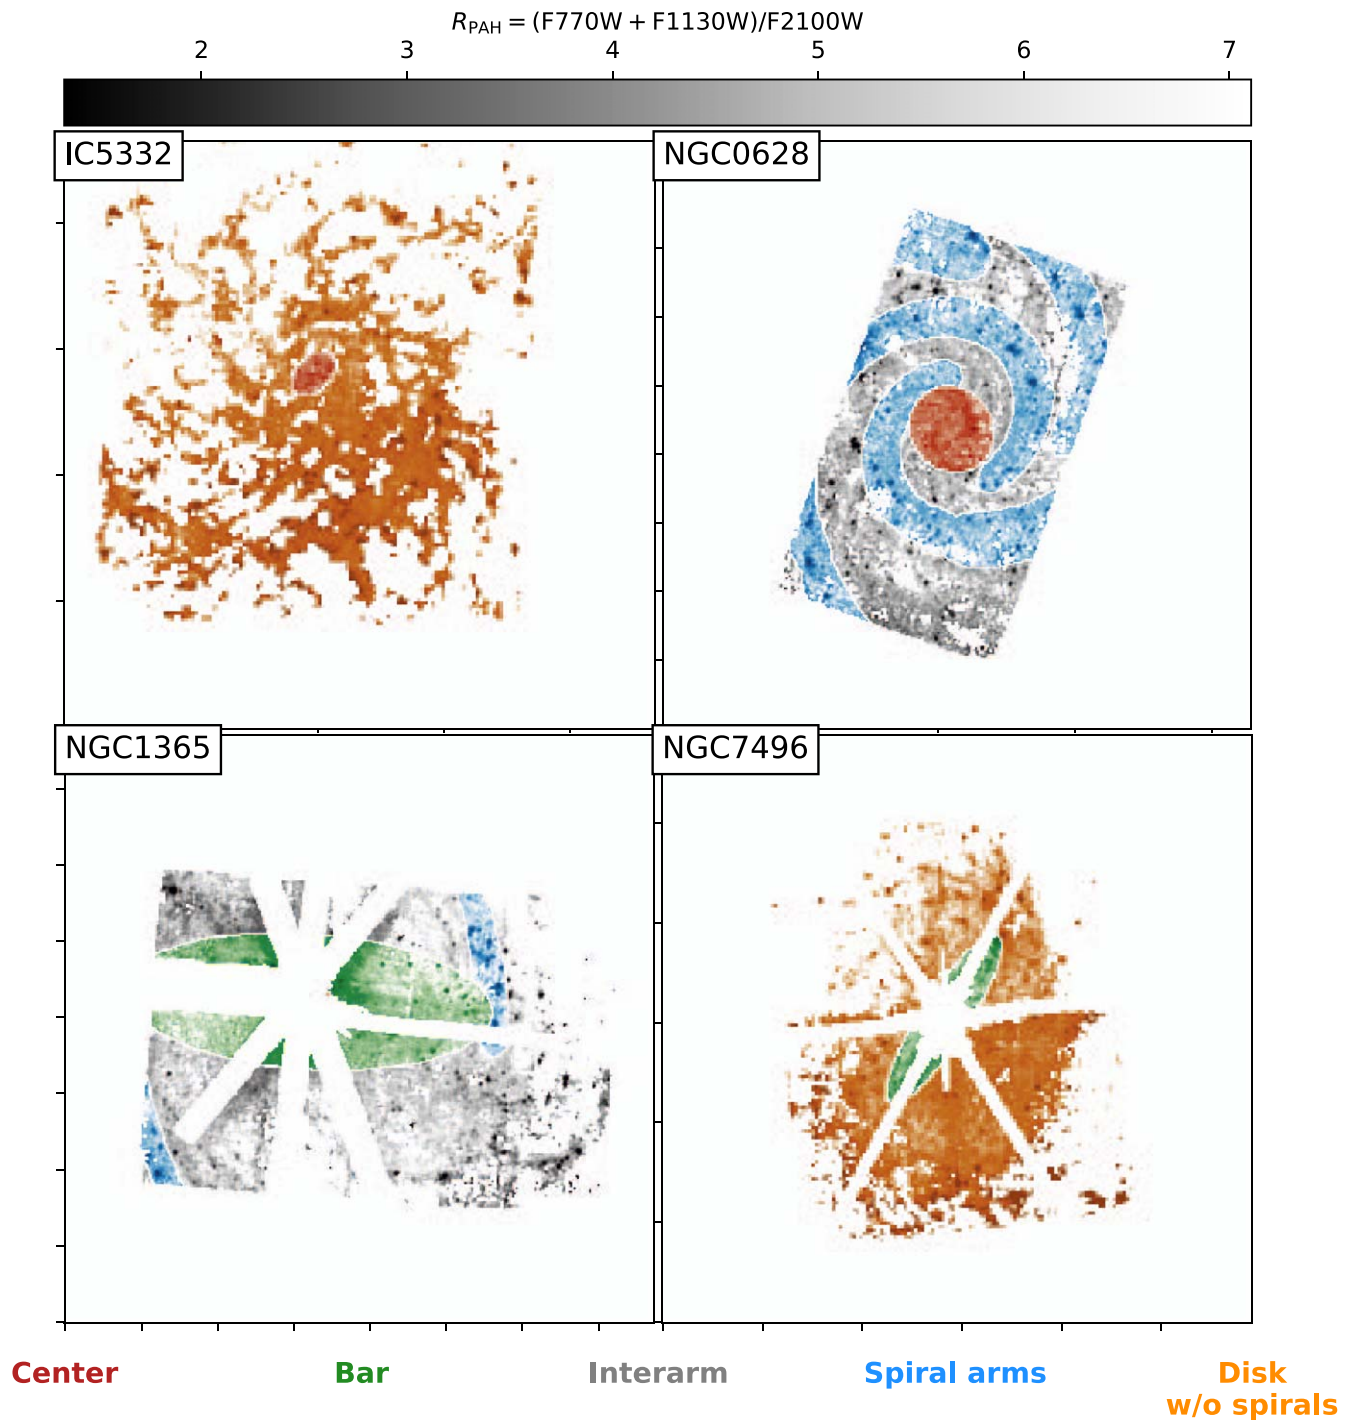 R_PAH = (F770W + F1130W)/F2100W
2 3 4 5 6 7
IC5332 NGC0628
NGC1365 NGC7496
Center Bar Interarm Spiral arms Disk
w/o spirals